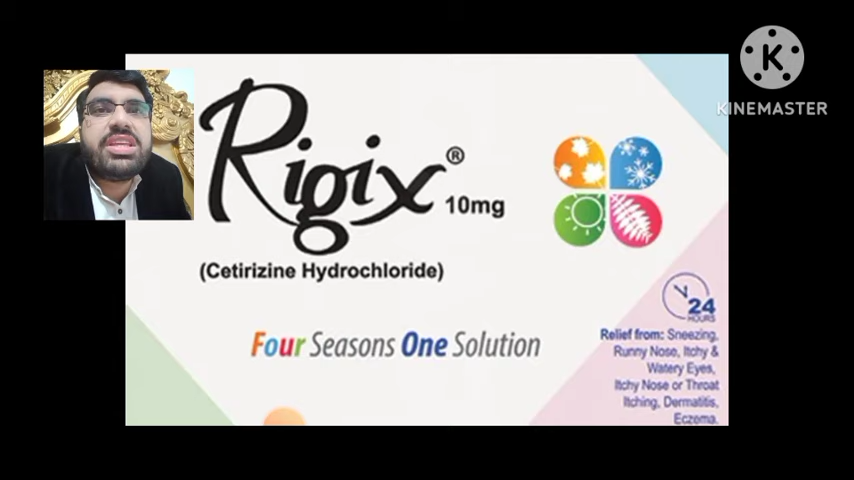 KINEMASTER
Rigix® 10mg
(Cetirizine Hydrochloride)
Four Seasons One Solution
24
HOURS
Relief from: Sneezing,
Runny Nose, Itchy &
Watery Eyes,
Itchy Nose or Throat
Itching, Dermatitis,
Eczema.